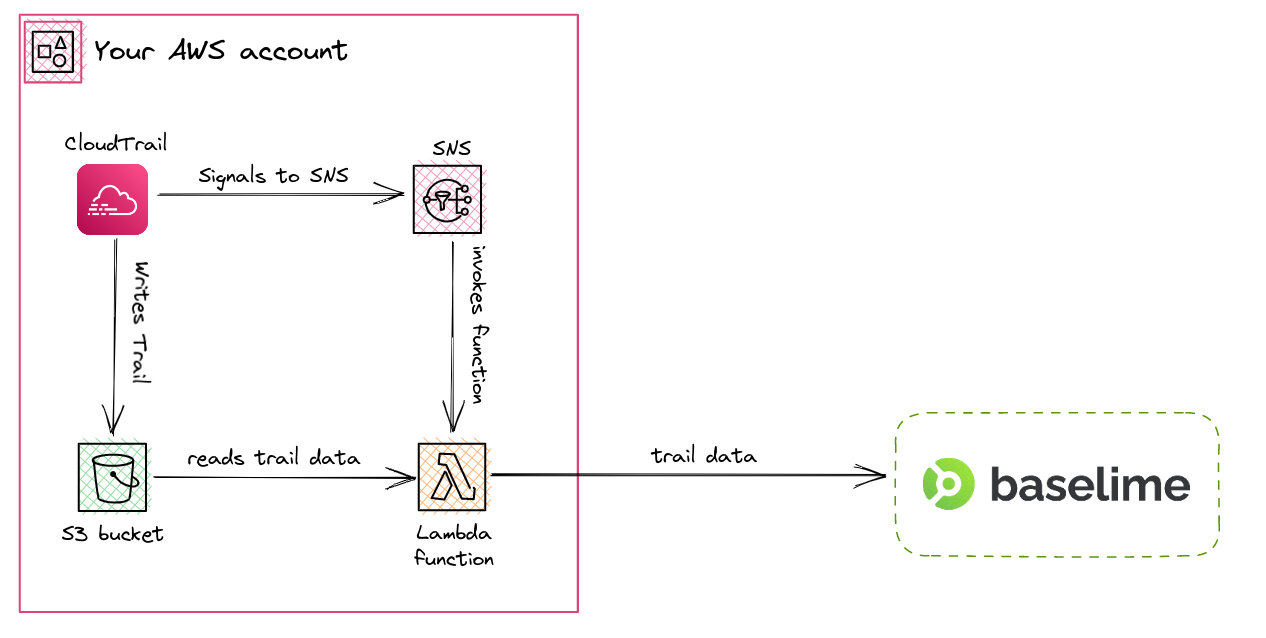 Your AWS account
CloudTrail
SNS
Signals to SNS
Writes Trail
invokes function
reads trail data
trail data
baselime
S3 bucket
Lambda
function